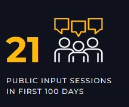 21
PUBLIC INPUT SESSIONS
IN FIRST 100 DAYS